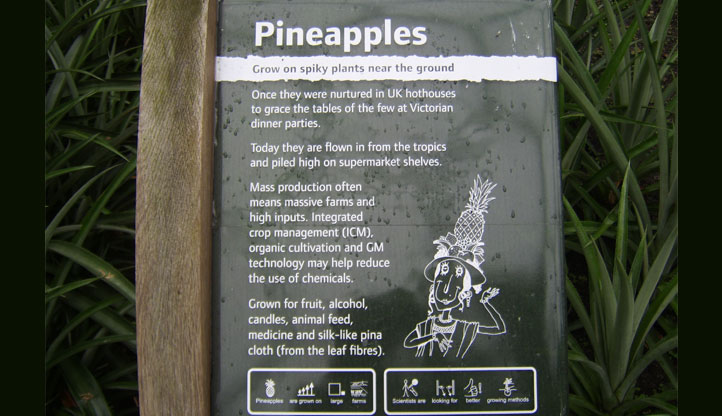 Pineapples
Grow on spiky plants near the ground
Once they were nurtured in UK hothouses
to grace the tables of the few at Victorian
dinner parties.
Today they are flown in from the tropics
and piled high on supermarket shelves.
Mass production often
means massive farms and
high inputs. Integrated
crop management (ICM),
organic cultivation and GM
technology may help reduce
the use of chemicals.
Grown for fruit, alcohol,
candles, animal feed,
medicine and silk-like pina
cloth (from the leaf fibres).
Pineapples are grown on large farms
Scientists are looking for better growing methods